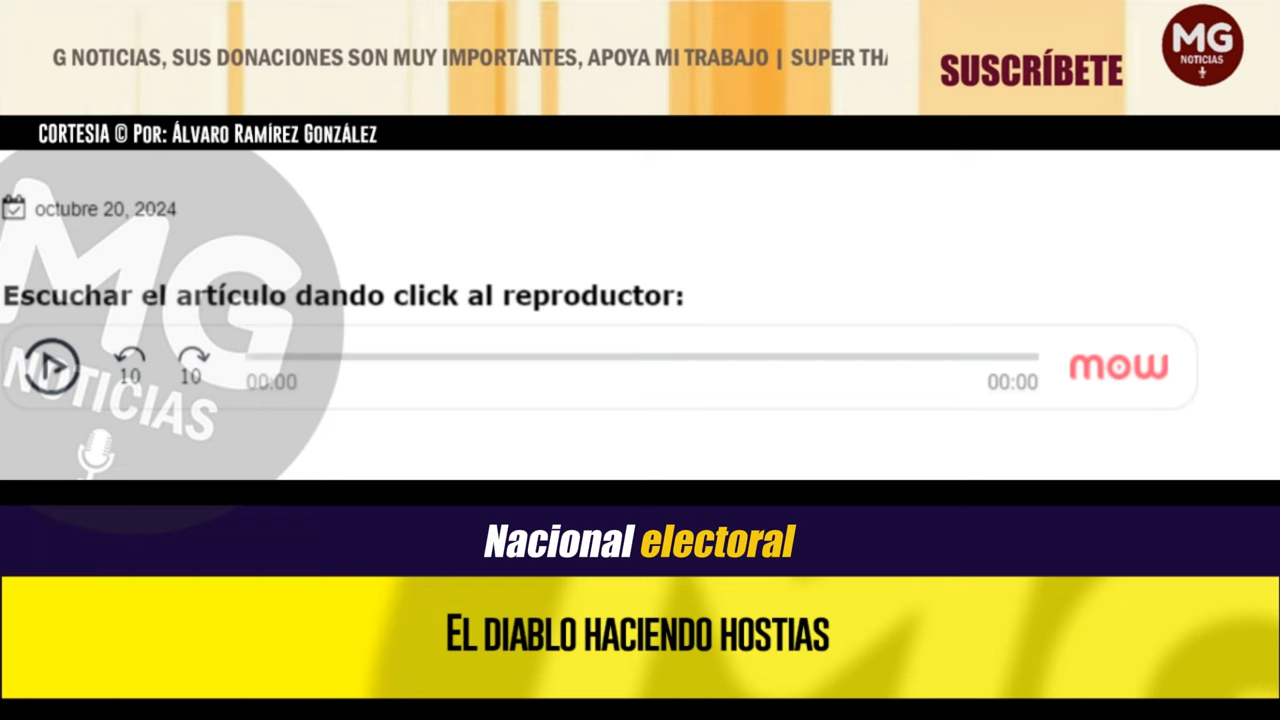 G NOTICIAS, SUS DONACIONES SON MUY IMPORTANTES, APOYA MI TRABAJO | SUPER
SUSCRÍBETE
MG
NOTICIAS
CORTESIA © POR: ÁLVARO RAMÍREZ GONZÁLEZ
octubre 20, 2024
MG
NOTICIAS
Escuchar el artículo dando click al reproductor:
10 10 00:00 00:00 mow
Nacional electoral
EL DIABLO HACIENDO HOSTIAS